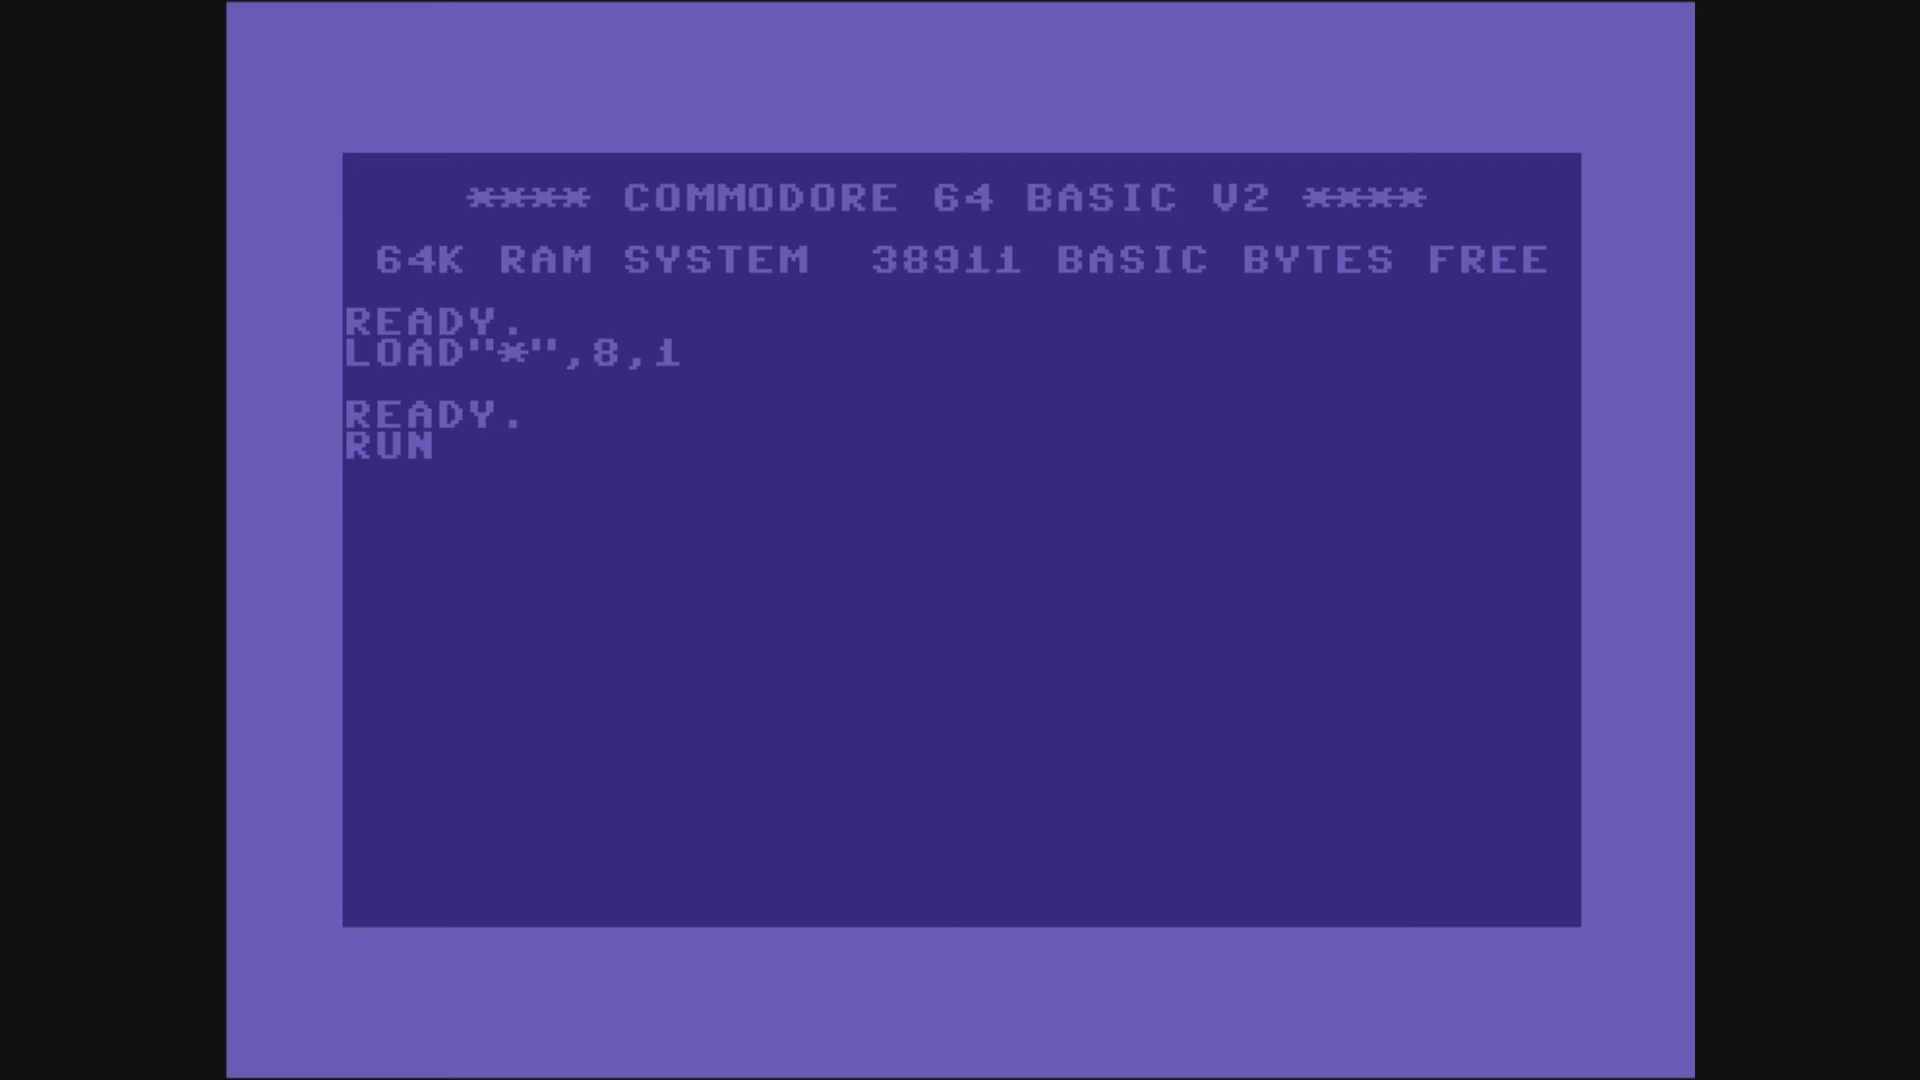 **** COMMODORE 64 BASIC V2 ****
64K RAM SYSTEM  38911 BASIC BYTES FREE
READY.
LOAD"*",8,1
READY.
RUN